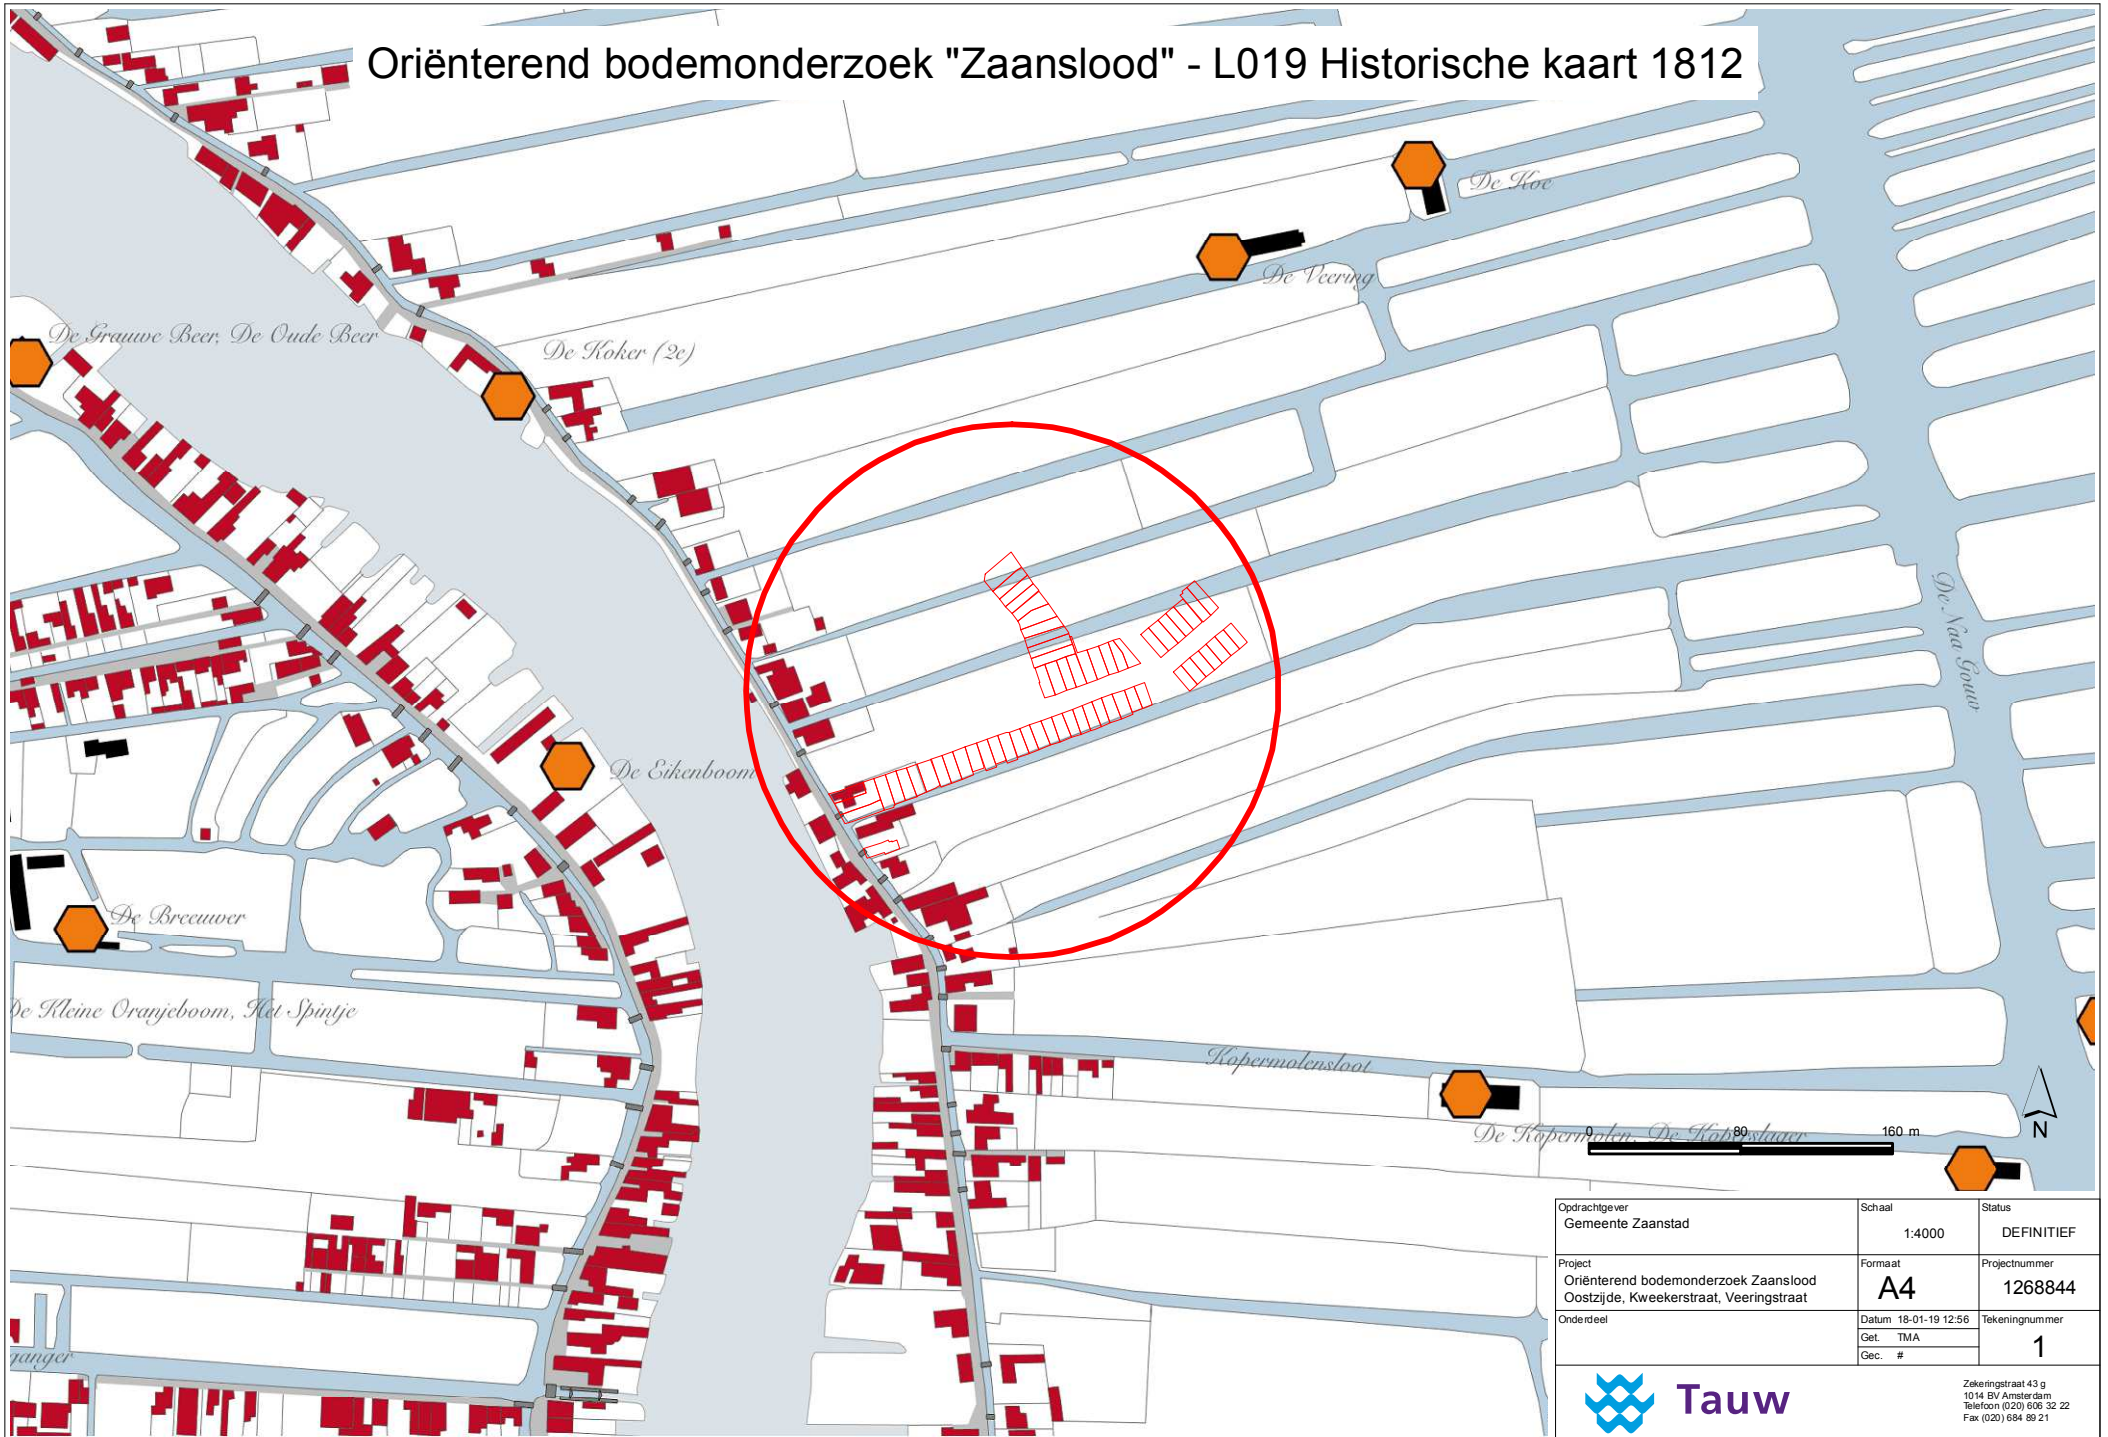 Oriënterend bodemonderzoek "Zaanslood" - L019 Historische kaart 1812
De Koe
De Veering
De Grauwe Beer, De Oude Beer
De Koker (2e)
De Naa Gouw
De Eikenboom
De Breeuwer
De Kleine Oranjeboom, Het Spintje
Kopermolensloot
De Kopermolen, De Koperslager
0 80 160 m
N
ganger
Opdrachtgever
Gemeente Zaanstad
Schaal
1:4000
Status
DEFINITIEF
Project
Oriënterend bodemonderzoek Zaanslood
Oostzijde, Kweekerstraat, Veeringstraat
Formaat
A4
Projectnummer
1268844
Onderdeel
Datum 18-01-19 12:56
Get. TMA
Gec. #
Tekeningnummer
1
Tauw
Zekeringstraat 43 g
1014 BV Amsterdam
Telefoon (020) 606 32 22
Fax (020) 684 89 21